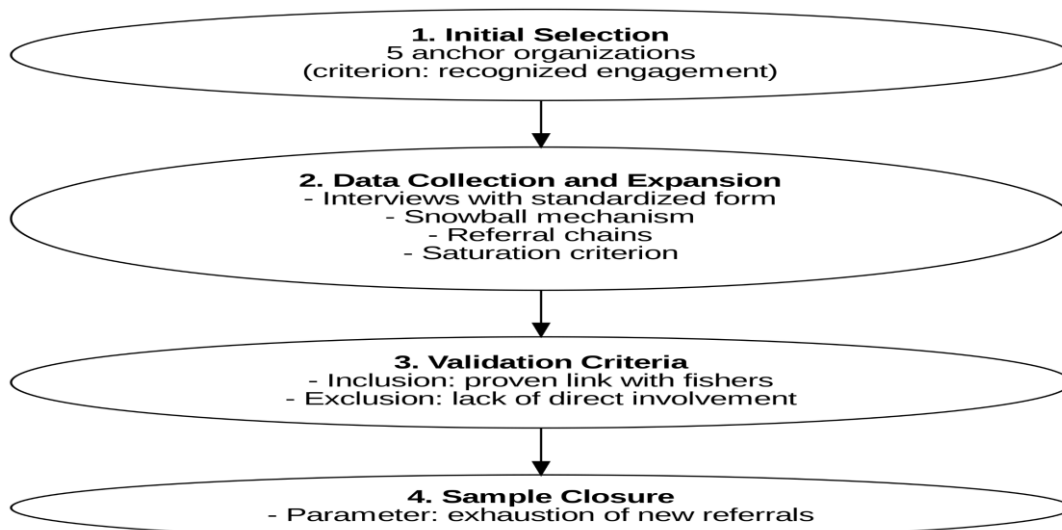 1. Initial Selection
5 anchor organizations
(criterion: recognized engagement)
2. Data Collection and Expansion
- Interviews with standardized form
- Snowball mechanism
- Referral chains
- Saturation criterion
3. Validation Criteria
- Inclusion: proven link with fishers
- Exclusion: lack of direct involvement
4. Sample Closure
- Parameter: exhaustion of new referrals